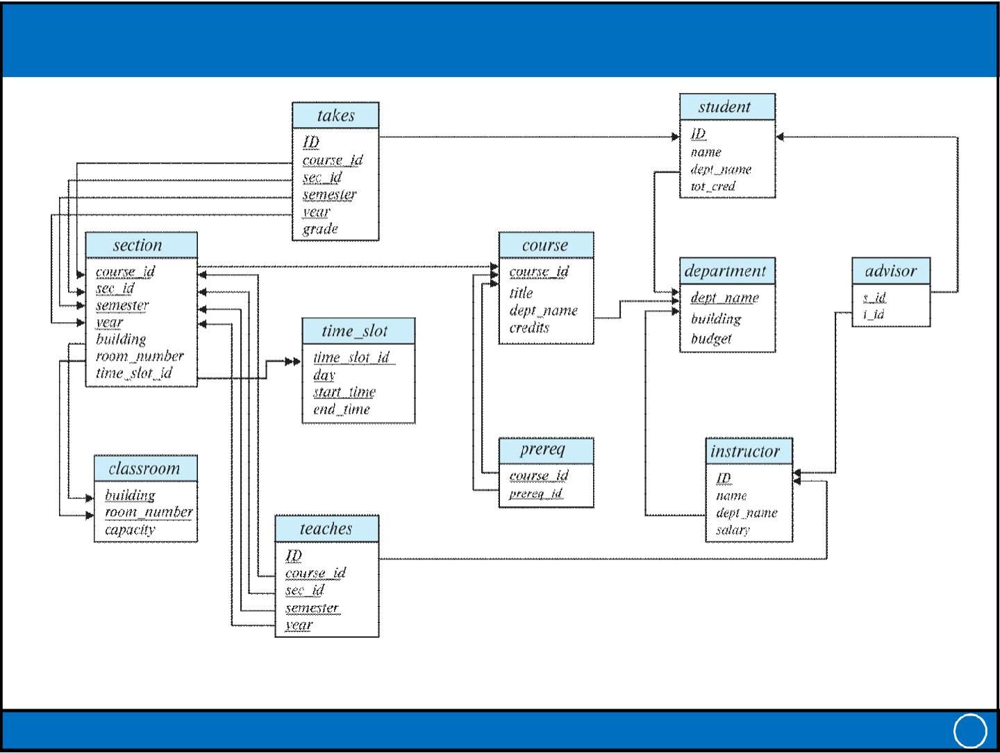 takes
ID
course_id
sec_id
semester
year
grade
student
ID
name
dept_name
tot_cred
section
course_id
sec_id
semester
year
building
room_number
time_slot_id
time_slot
time_slot_id
day
start_time
end_time
course
course_id
title
dept_name
credits
department
dept_name
building
budget
advisor
s_id
i_id
classroom
building
room_number
capacity
prereq
course_id
prereq_id
instructor
ID
name
dept_name
salary
teaches
ID
course_id
sec_id
semester
year